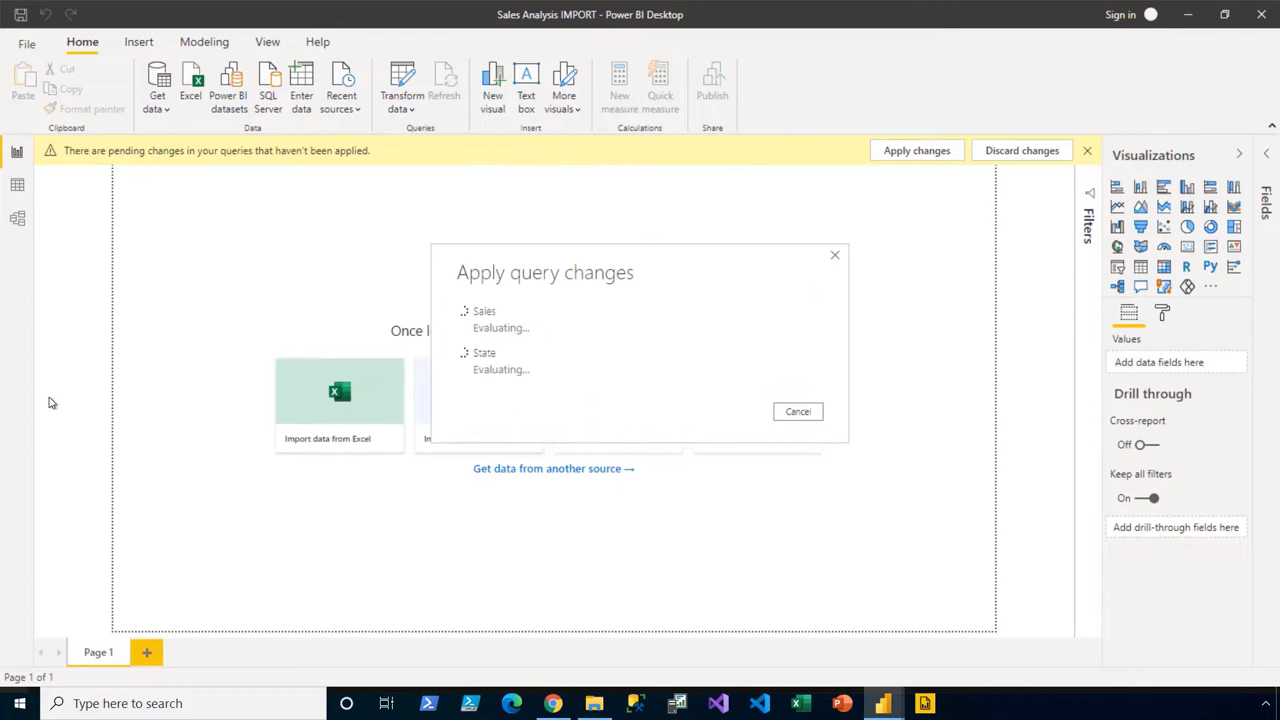 Sales Analysis IMPORT - Power BI Desktop
Sign in
File
Home
Insert
Modeling
View
Help
Paste
Cut
Copy
Format painter
Clipboard
Get data
Excel
Power BI datasets
SQL Server
Enter data
Recent sources
Data
Transform data
Refresh
Queries
New visual
Text box
More visuals
Insert
New measure
Quick measure
Calculations
Publish
Share
There are pending changes in your queries that haven't been applied.
Apply changes
Discard changes
Once l
Import data from Excel
Get data from another source →
Apply query changes
Sales
Evaluating...
State
Evaluating...
Cancel
Filters
Visualizations
R
Py
Values
Add data fields here
Drill through
Cross-report
Off
Keep all filters
On
Add drill-through fields here
Fields
Page 1
Page 1 of 1
Type here to search